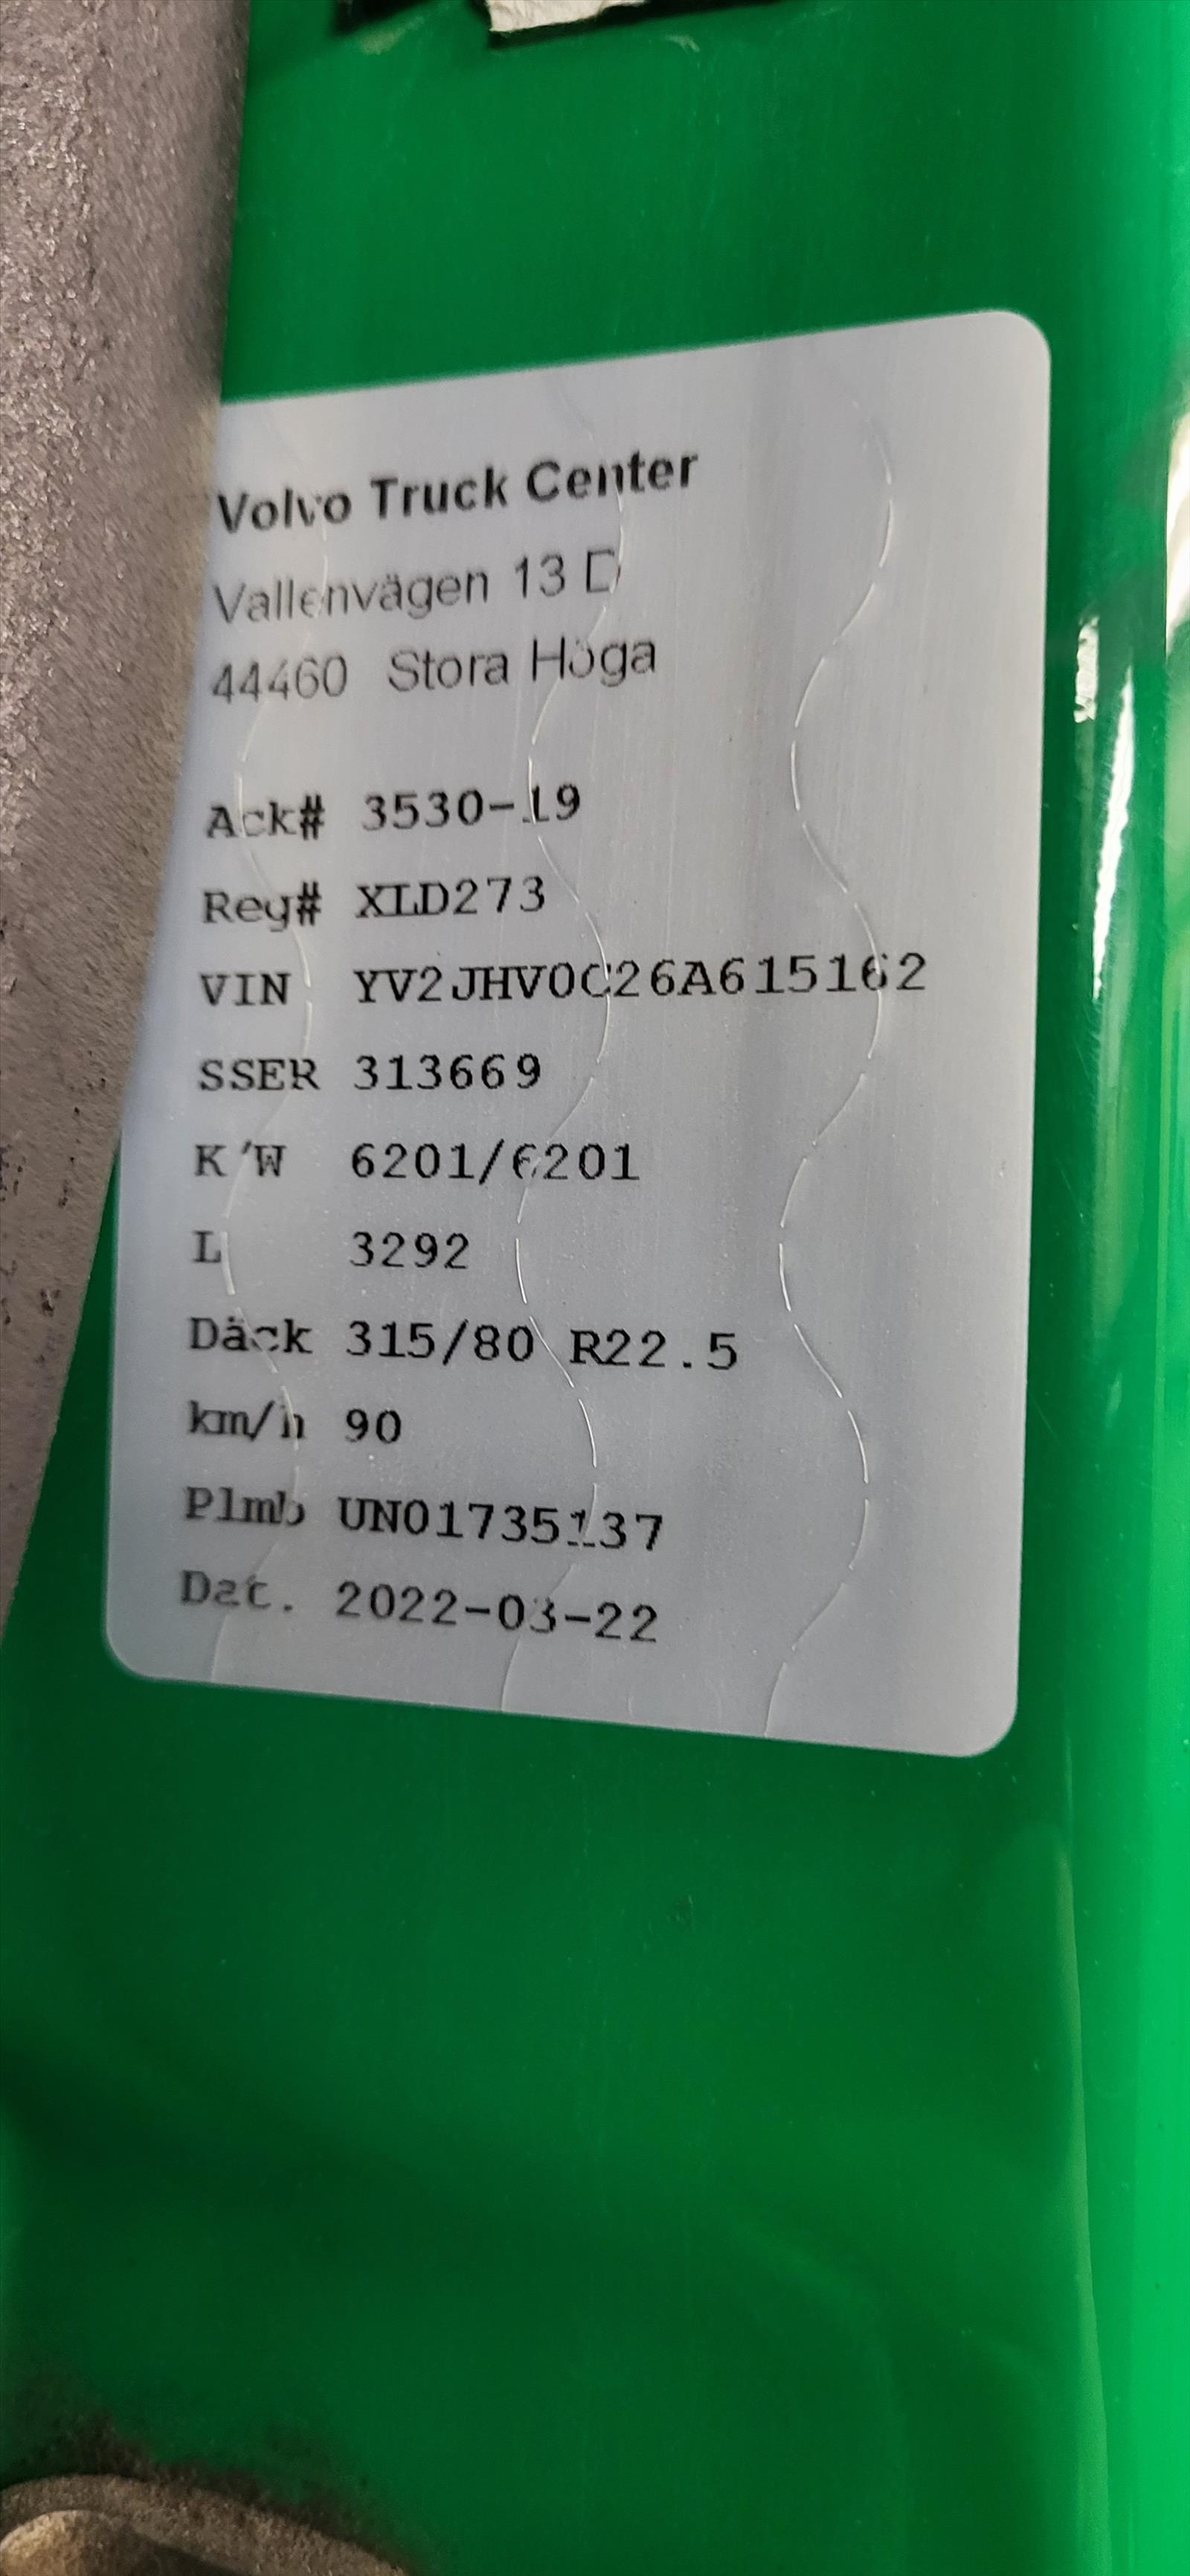 Volvo Truck Center
Vallenvägen 13 D
44460 Stora Höga
Ack# 3530-19
Reg# XLD273
VIN YV2JHV0C26A615162
SSER 313669
K/W 6201/6201
L 3292
Däck 315/80 R22.5
km/h 90
Plmb UN01735137
Dat. 2022-03-22